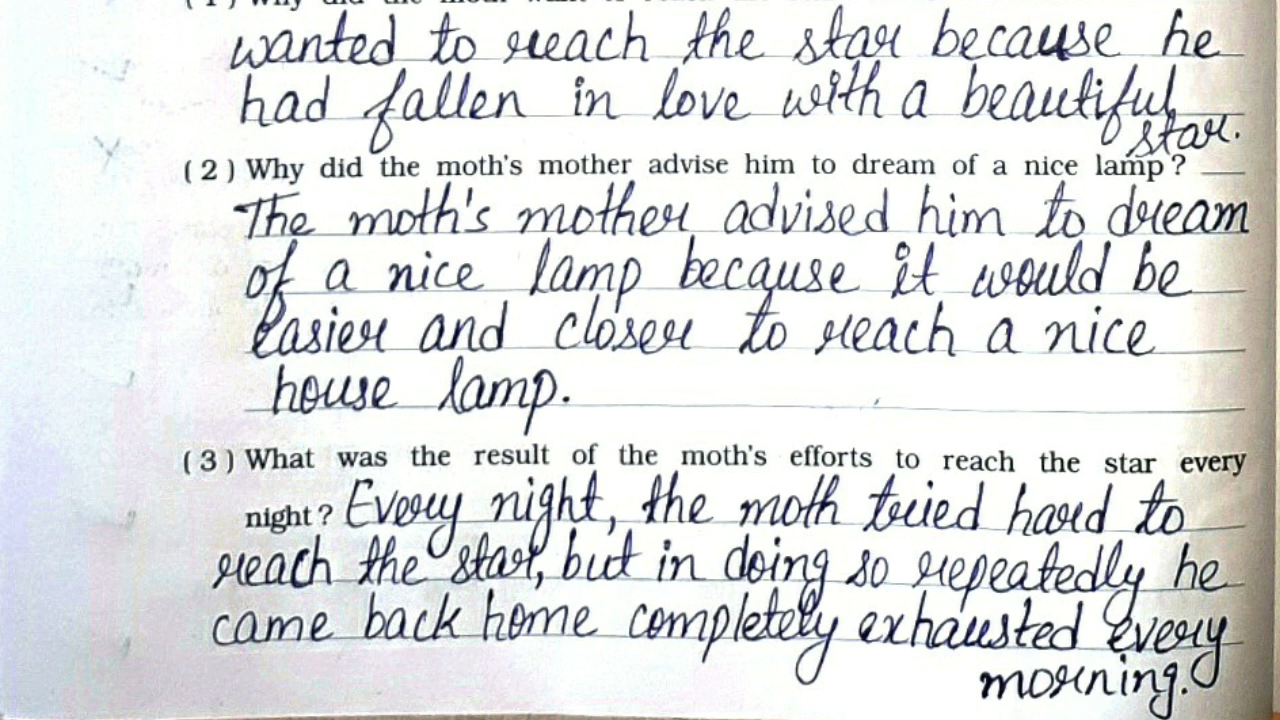 wanted to reach the star because he
had fallen in love with a beautiful
star.
( 2 ) Why did the moth's mother advise him to dream of a nice lamp ?
The moth's mother advised him to dream
of a nice lamp because it would be
easier and closer to reach a nice
house lamp.
( 3 ) What was the result of the moth's efforts to reach the star every
night ? Every night, the moth tried hard to
reach the star, but in doing so repeatedly he
came back home completely exhausted every
morning.